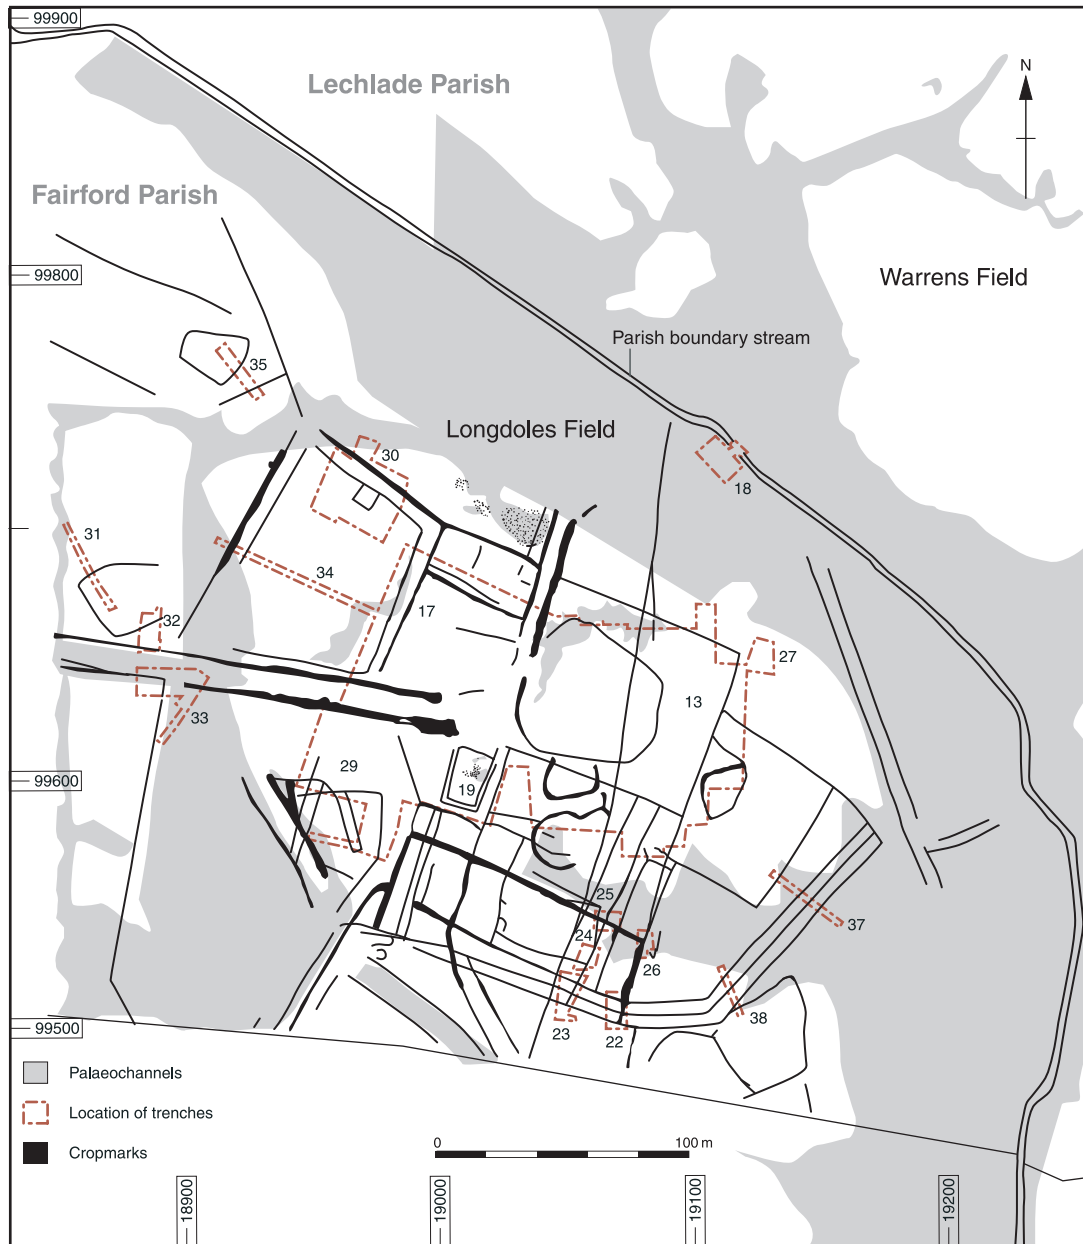 99900
Lechlade Parish
N
Fairford Parish
99800
Warrens Field
Parish boundary stream
35
Longdoles Field
30
18
31
34
17
32
27
13
33
29
99600
19
25
37
24
26
38
23
22
99500
Palaeochannels
Location of trenches
Cropmarks
0
100 m
18900
19000
19100
19200